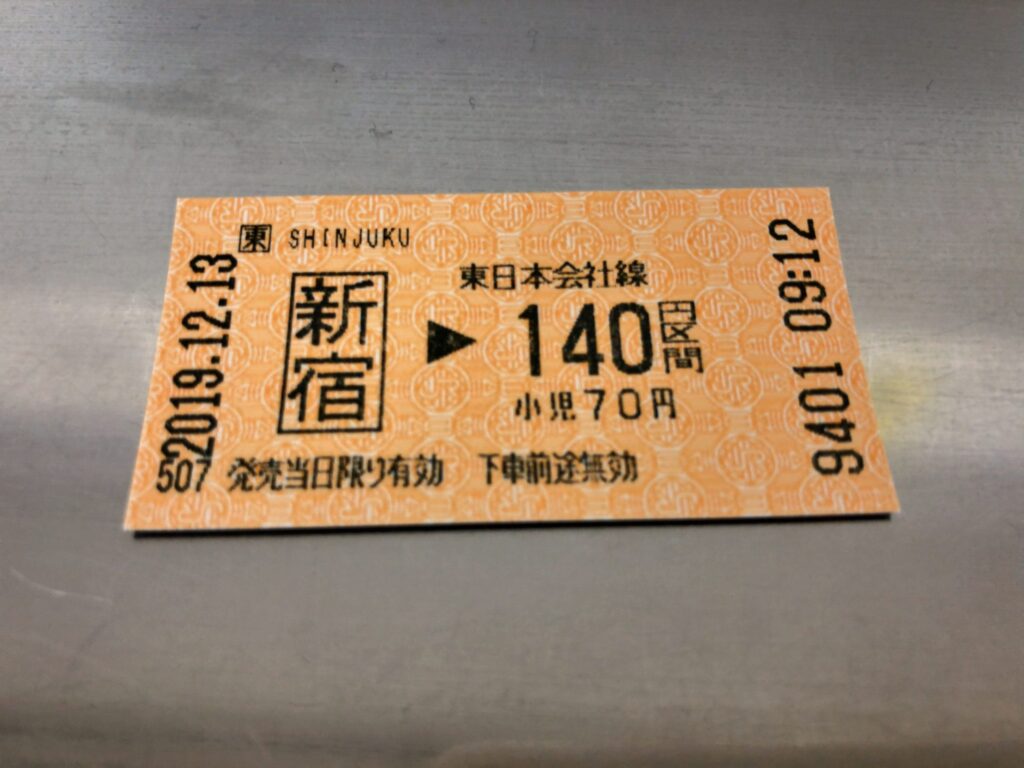 東 SHINJUKU
2019.12.13
新宿
東日本会社線
▶ 140円区間
小児70円
507 発売当日限り有効 下車前途無効
9401 09:12